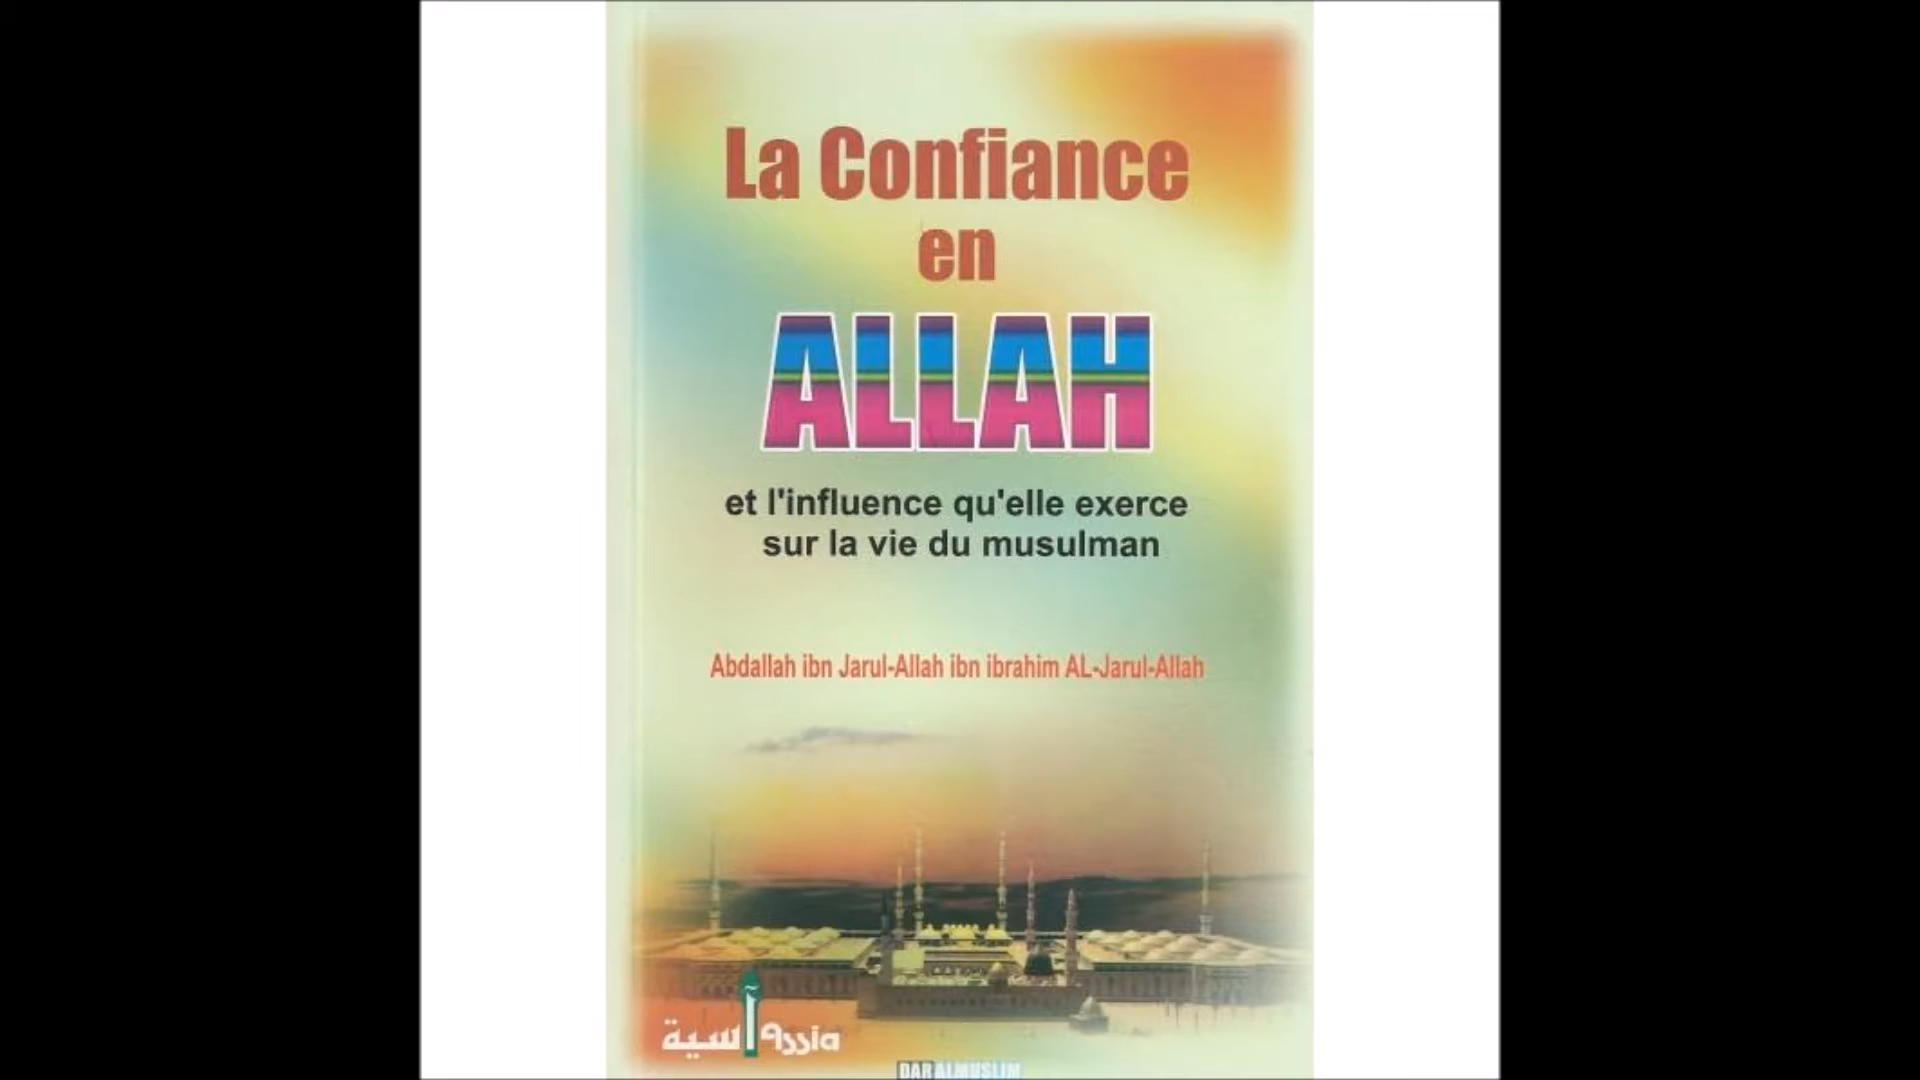 La Confiance
en
ALLAH
et l'influence qu'elle exerce
sur la vie du musulman
Abdallah ibn Jarul-Allah ibn ibrahim AL-Jarul-Allah
آسية assia
DAR ALMUSLIM